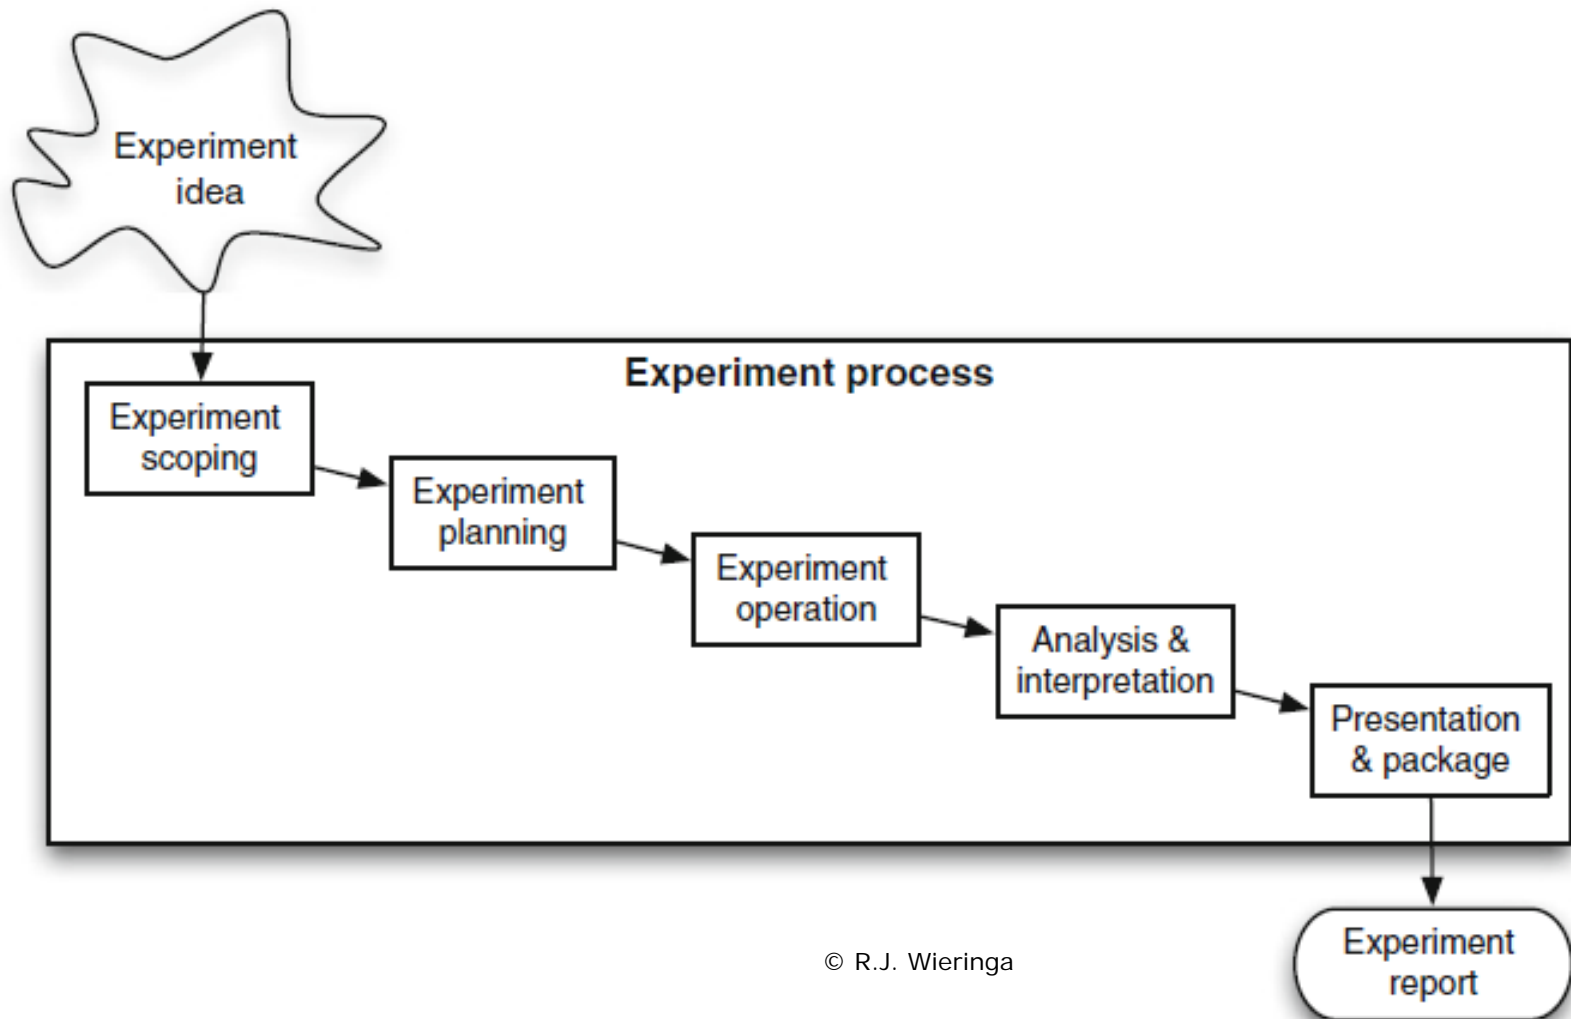 Experiment
idea
Experiment process
Experiment
scoping
Experiment
planning
Experiment
operation
Analysis &
interpretation
Presentation
& package
© R.J. Wieringa
Experiment
report